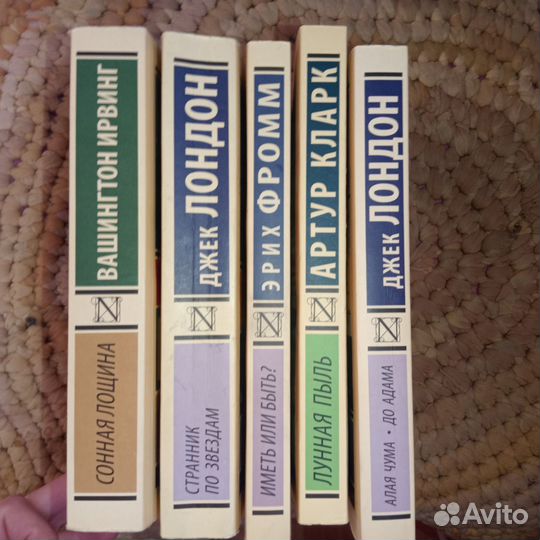 ВАШИНГТОН ИРВИНГ
СОННАЯ ЛОЩИНА
ДЖЕК ЛОНДОН
СТРАННИК
ПО ЗВЕЗДАМ
ЭРИХ ФРОММ
ИМЕТЬ ИЛИ БЫТЬ?
АРТУР КЛАРК
ЛУННАЯ ПЫЛЬ
ДЖЕК ЛОНДОН
АЛАЯ ЧУМА • ДО АДАМА
Avito